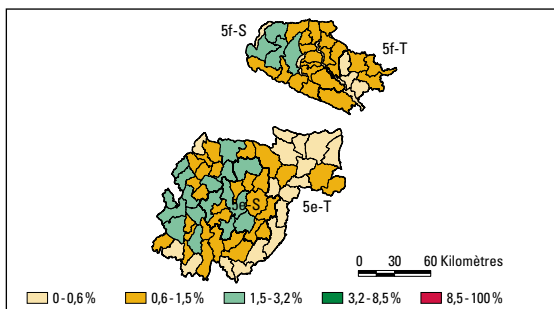 5f-S
5f-T
5e-S
5e-T
0 30 60 Kilomètres
0-0,6% 0,6-1,5% 1,5-3,2% 3,2-8,5% 8,5-100%